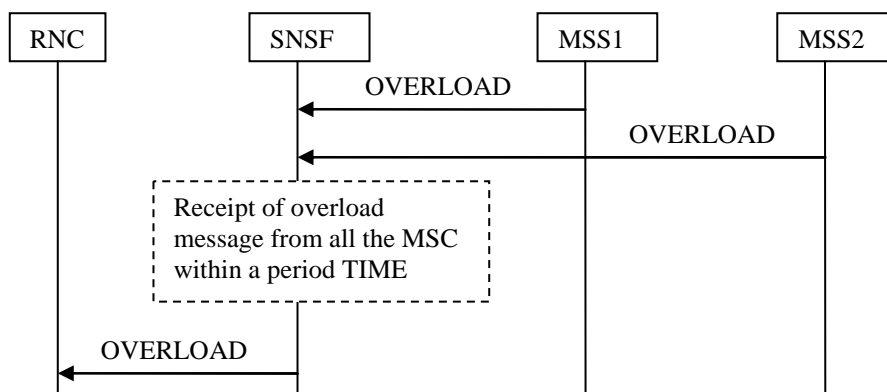 RNC SNSF MSS1 MSS2
OVERLOAD
OVERLOAD
Receipt of overload
message from all the MSC
within a period TIME
OVERLOAD